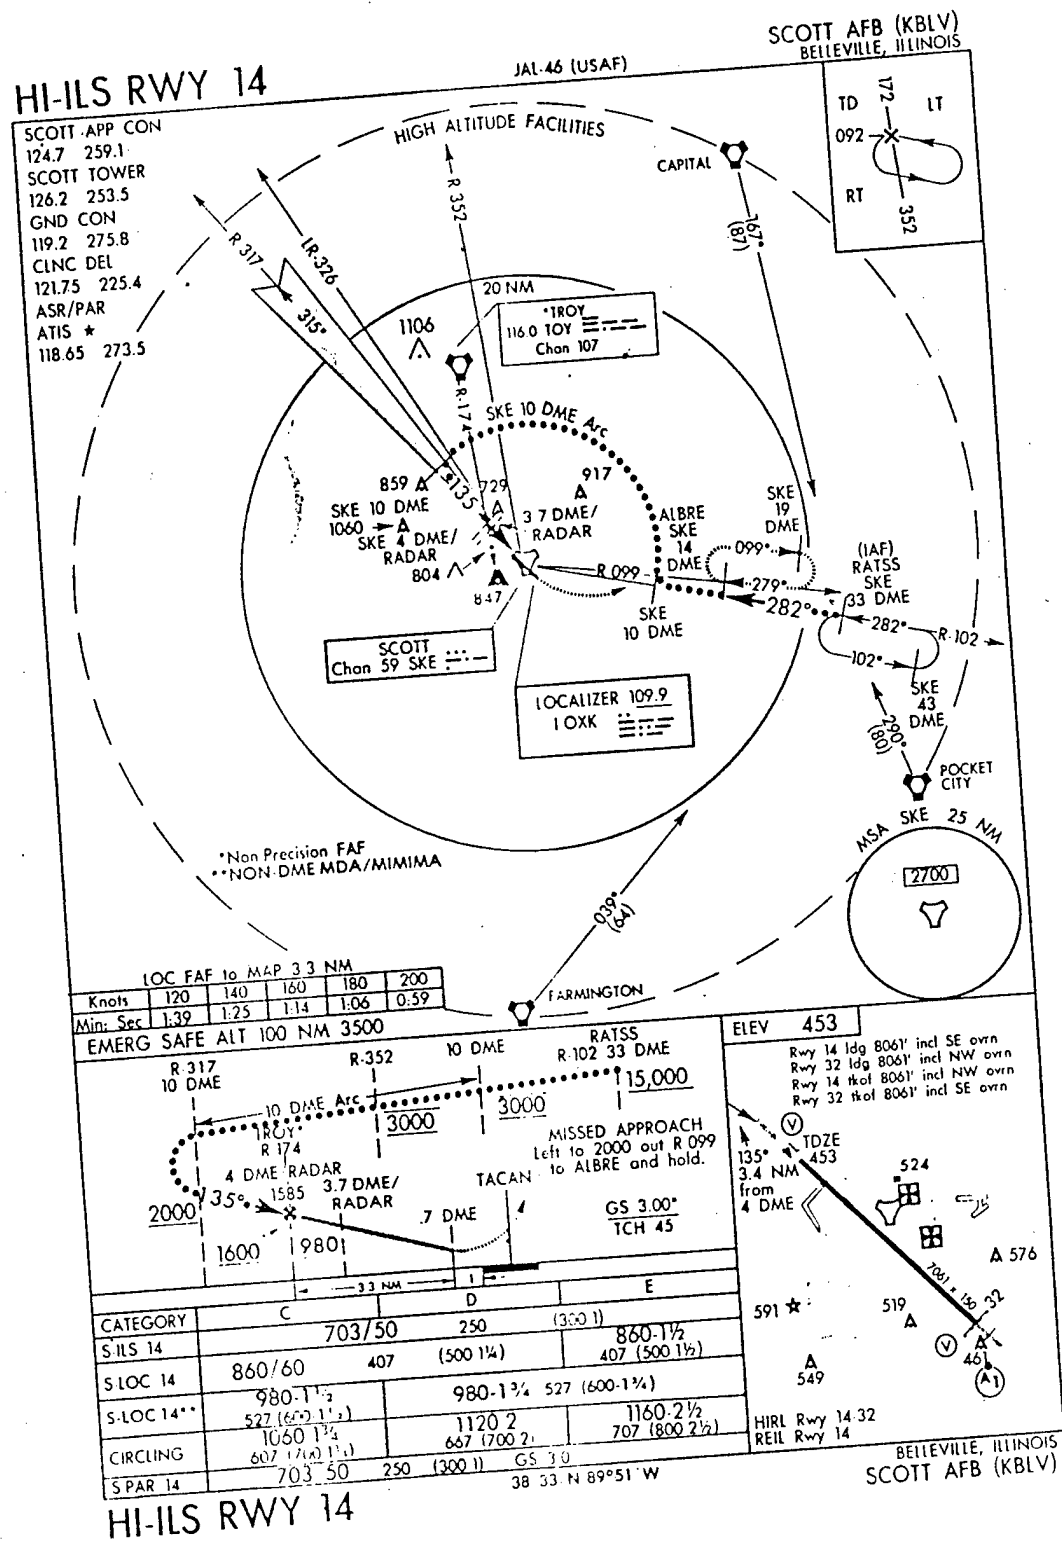 SCOTT AFB (KBLV)
BELLEVILLE, ILLINOIS
HI-ILS RWY 14
JAL-46 (USAF)
SCOTT APP CON
124.7 259.1
SCOTT TOWER
126.2 253.5
GND CON
119.2 275.8
CLNC DEL
121.75 225.4
ASR/PAR
ATIS ★
118.65 273.5
HIGH ALTITUDE FACILITIES
CAPITAL
167°
(87)
TD
172
LT
092
RT
352
R 317
LR-326
R 352
315°
20 NM
1106
*TROY
116.0 TOY
Chan 107
R-174
SKE 10 DME Arc
859
135
729
917
SKE 10 DME
1060
SKE 4 DME/
RADAR
804
847
3 7 DME/
RADAR
ALBRE
SKE
14
DME
SKE
19
DME
099°
279°
R 099
282°
(IAF)
RATSS
SKE
33 DME
282°
R-102
102°
SKE
10 DME
SKE
43
DME
290°
(80)
POCKET
CITY
SCOTT
Chan 59 SKE
LOCALIZER 109.9
I OXK
MSA SKE 25 NM
2700
*Non Precision FAF
**NON-DME MDA/MIMIMA
039°
(64)
FARMINGTON
LOC FAF to MAP 3.3 NM
Knots 120 140 160 180 200
Min: Sec 1:39 1:25 1:14 1:06 0:59
EMERG SAFE ALT 100 NM 3500
R-317
10 DME
R-352
10 DME
RATSS
R-102 33 DME
15,000
10 DME Arc
3000
3000
TROY
R 174
4 DME RADAR
1585
3.7 DME/
RADAR
135°
2000
1600
980
.7 DME
TACAN
MISSED APPROACH
Left to 2000 out R 099
to ALBRE and hold.
GS 3.00°
TCH 45
3.3 NM
1
ELEV 453
Rwy 14 ldg 8061' incl SE ovrn
Rwy 32 ldg 8061' incl NW ovrn
Rwy 14 tkof 8061' incl NW ovrn
Rwy 32 tkof 8061' incl SE ovrn
V
TDZE
453
135°
3.4 NM
from
4 DME
524
576
7061 x 150
591
519
32
V
461
A1
549
HIRL Rwy 14-32
REIL Rwy 14
CATEGORY C D E
S-ILS 14 703/50 250 (300 1)
S-LOC 14 860/60 407 (500 1¼) 860-1½ 407 (500 1½)
S-LOC 14** 980-1½ 527 (600-1½) 980-1¾ 527 (600-1¾)
CIRCLING 1060 1¾ 607 (700 1¾) 1120 2 667 (700 2) 1160-2½ 707 (800 2½)
S PAR 14 703 50 250 (300 1) GS 3.0
38 33 N 89°51 W
HI-ILS RWY 14
BELLEVILLE, ILLINOIS
SCOTT AFB (KBLV)